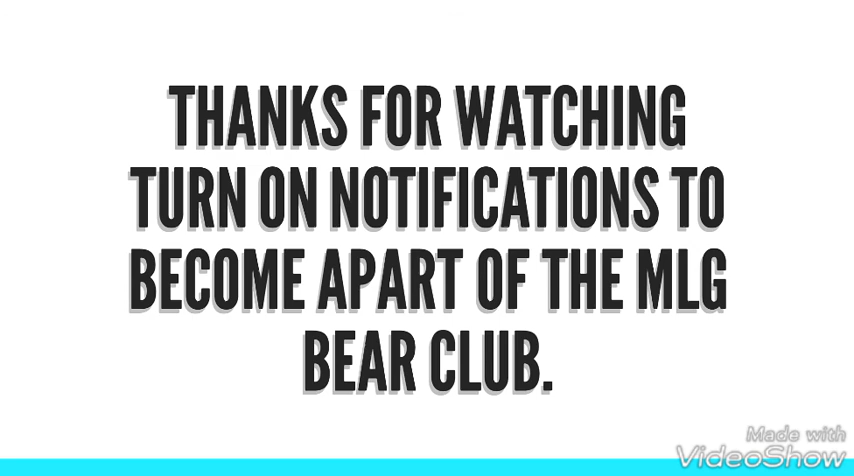 THANKS FOR WATCHING
TURN ON NOTIFICATIONS TO
BECOME APART OF THE MLG
BEAR CLUB.
Made with
VideoShow